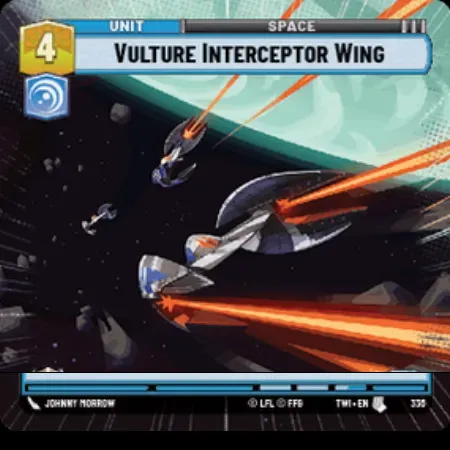 UNIT
SPACE
4
VULTURE INTERCEPTOR WING
JOHNNY MORROW
© LFL © FFG
TWI • EN
335